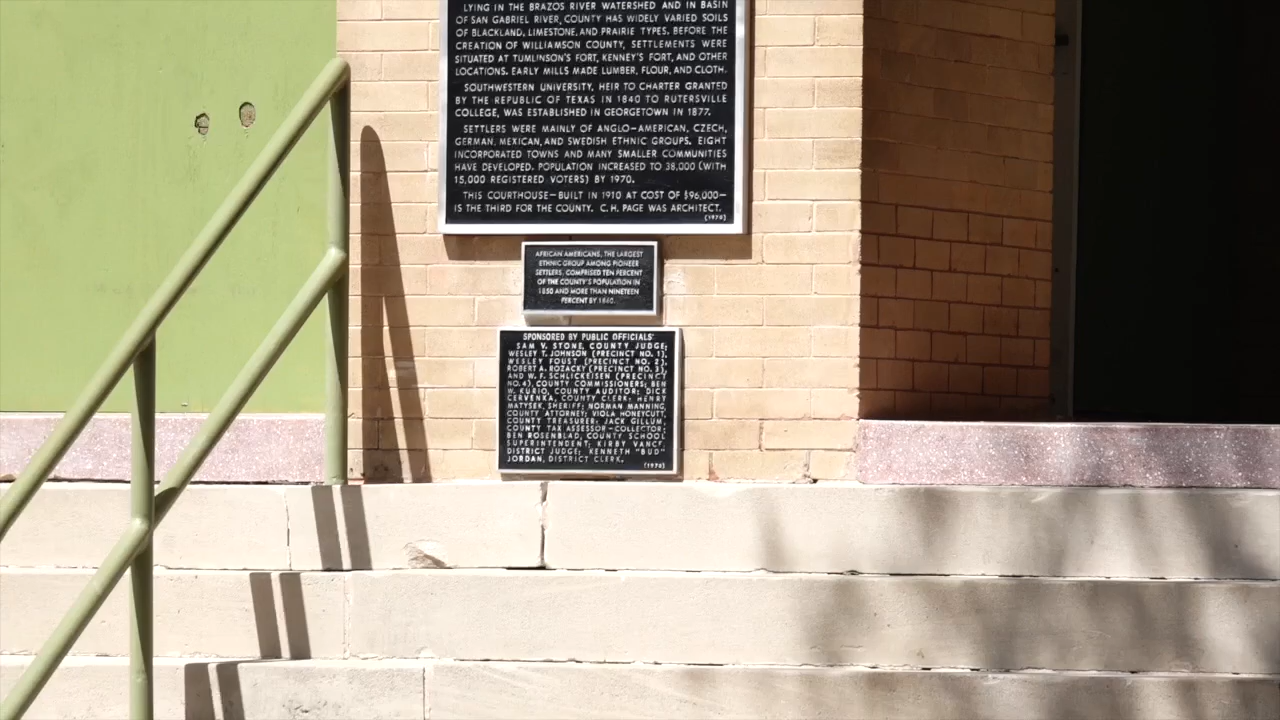 LYING IN THE BRAZOS RIVER WATERSHED AND IN BASIN
OF SAN GABRIEL RIVER, COUNTY HAS WIDELY VARIED SOILS
OF BLACKLAND, LIMESTONE, AND PRAIRIE TYPES. BEFORE THE
CREATION OF WILLIAMSON COUNTY, SETTLEMENTS WERE
SITUATED AT TUMLINSON'S FORT, KENNEY'S FORT, AND OTHER
LOCATIONS. EARLY MILLS MADE LUMBER, FLOUR, AND CLOTH.
SOUTHWESTERN UNIVERSITY, HEIR TO CHARTER GRANTED
BY THE REPUBLIC OF TEXAS IN 1840 TO RUTERSVILLE
COLLEGE, WAS ESTABLISHED IN GEORGETOWN IN 1877.
SETTLERS WERE MAINLY OF ANGLO-AMERICAN, CZECH,
GERMAN, MEXICAN, AND SWEDISH ETHNIC GROUPS. EIGHT
INCORPORATED TOWNS AND MANY SMALLER COMMUNITIES
HAVE DEVELOPED. POPULATION INCREASED TO 38,000 (WITH
15,000 REGISTERED VOTERS) BY 1970.
THIS COURTHOUSE-BUILT IN 1910 AT COST OF $96,000-
IS THE THIRD FOR THE COUNTY. C. H. PAGE WAS ARCHITECT.
(1970)
AFRICAN AMERICANS, THE LARGEST
ETHNIC GROUP AMONG PIONEER
SETTLERS, COMPRISED TEN PERCENT
OF THE COUNTY'S POPULATION IN
1850 AND MORE THAN NINETEEN
PERCENT BY 1860.
SPONSORED BY PUBLIC OFFICIALS:
SAM V. STONE, COUNTY JUDGE;
WESLEY T. JOHNSON (PRECINCT NO. 1),
WESLEY FOUST (PRECINCT NO. 2),
ROBERT A. ROZACKY (PRECINCT NO. 3),
AND W. F. SCHLICKEISEN (PRECINCT
NO. 4), COUNTY COMMISSIONERS; BEN
W. KURIO, COUNTY AUDITOR; DICK
CERVENKA, COUNTY CLERK; HENRY
MATYSEK, SHERIFF; NORMAN MANNING,
COUNTY ATTORNEY; VIOLA HONEYCUTT,
COUNTY TREASURER; JACK GILLUM,
COUNTY TAX ASSESSOR-COLLECTOR;
BEN ROSENBLAD, COUNTY SCHOOL
SUPERINTENDENT; KIRBY VANCE,
DISTRICT JUDGE; KENNETH "BUD"
JORDAN, DISTRICT CLERK.
(1970)